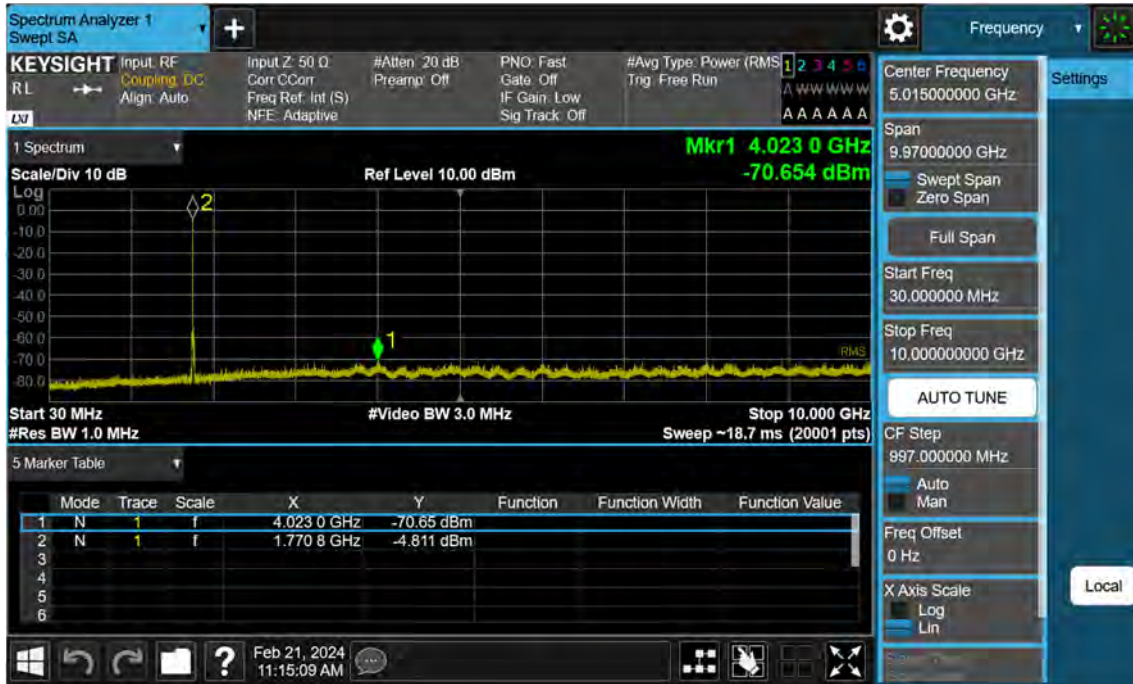 Spectrum Analyzer 1
Swept SA
+
Frequency
KEYSIGHT
RL
LXI
Input: RF
Coupling: DC
Align: Auto
Input Z: 50 Ω
Corr CCorr
Freq Ref: Int (S)
NFE: Adaptive
#Atten: 20 dB
Preamp: Off
PNO: Fast
Gate: Off
IF Gain: Low
Sig Track: Off
#Avg Type: Power (RMS
Trig: Free Run
1 2 3 4 5 6
A W W W W W
A A A A A A
1 Spectrum
Mkr1 4.023 0 GHz
Scale/Div 10 dB
Ref Level 10.00 dBm
-70.654 dBm
Log
0.00
-10.0
-20.0
-30.0
-40.0
-50.0
-60.0
-70.0
-80.0
2
1
RMS
Start 30 MHz
#Video BW 3.0 MHz
Stop 10.000 GHz
#Res BW 1.0 MHz
Sweep ~18.7 ms (20001 pts)
5 Marker Table
Mode Trace Scale X Y Function Function Width Function Value
1 N 1 f 4.023 0 GHz -70.65 dBm
2 N 1 f 1.770 8 GHz -4.811 dBm
3
4
5
6
?
Feb 21, 2024
11:15:09 AM
Center Frequency
5.015000000 GHz
Span
9.97000000 GHz
Swept Span
Zero Span
Full Span
Start Freq
30.000000 MHz
Stop Freq
10.000000000 GHz
AUTO TUNE
CF Step
997.000000 MHz
Auto
Man
Freq Offset
0 Hz
X Axis Scale
Log
Lin
Settings
Local